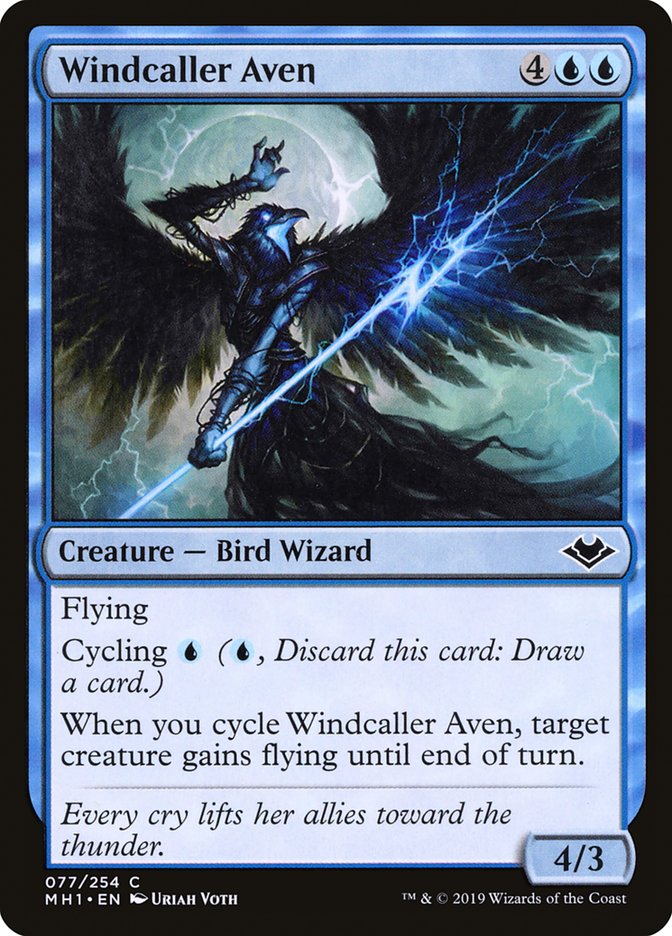 Windcaller Aven 4
Creature — Bird Wizard
Flying
Cycling (, Discard this card: Draw
a card.)
When you cycle Windcaller Aven, target
creature gains flying until end of turn.
Every cry lifts her allies toward the
thunder.
4/3
077/254 C
MH1 • EN Uriah Voth
™ & © 2019 Wizards of the Coast